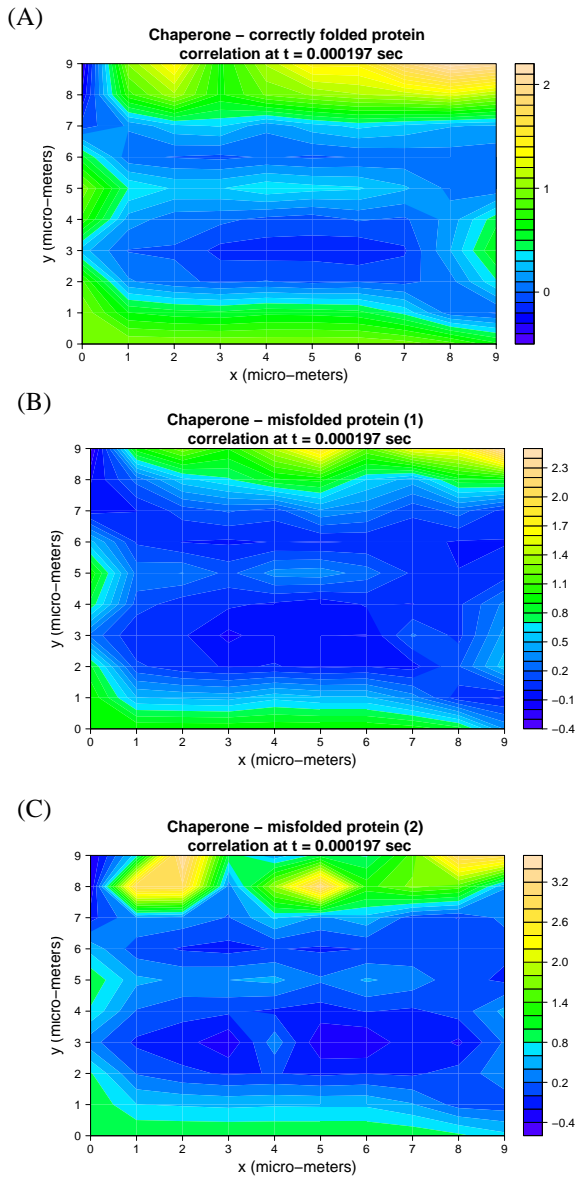 (A)
Chaperone − correctly folded protein
correlation at t = 0.000197 sec
9
8
7
6
5
4
3
2
1
0
y (micro−meters)
0 1 2 3 4 5 6 7 8 9
x (micro−meters)
2
1
0
(B)
Chaperone − misfolded protein (1)
correlation at t = 0.000197 sec
9
8
7
6
5
4
3
2
1
0
y (micro−meters)
0 1 2 3 4 5 6 7 8 9
x (micro−meters)
2.3
2.0
1.7
1.4
1.1
0.8
0.5
0.2
−0.1
−0.4
(C)
Chaperone − misfolded protein (2)
correlation at t = 0.000197 sec
9
8
7
6
5
4
3
2
1
0
y (micro−meters)
0 1 2 3 4 5 6 7 8 9
x (micro−meters)
3.2
2.8
2.4
2.0
1.6
1.2
0.8
0.4
0.0
−0.4